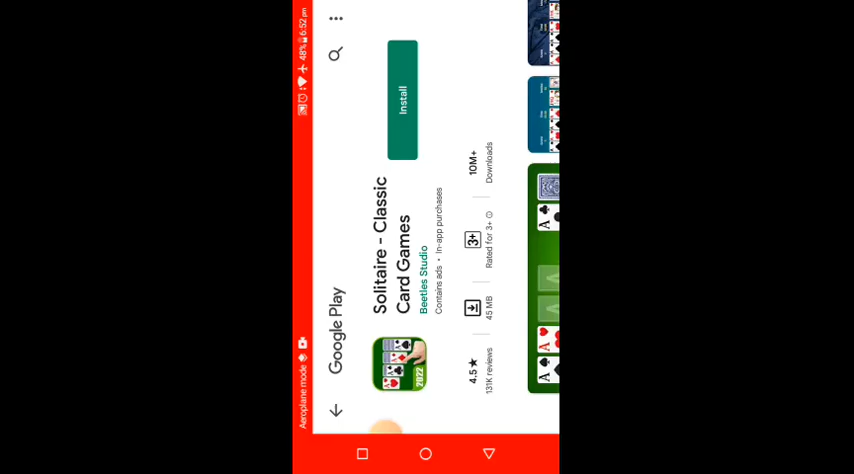 Aeroplane mode 48% 6:52 pm
Google Play
Solitaire - Classic
Card Games
Beetles Studio
Contains ads • In-app purchases
Install
2022
4.5★ 3+ 10M+
131K reviews 45 MB Rated for 3+ Downloads